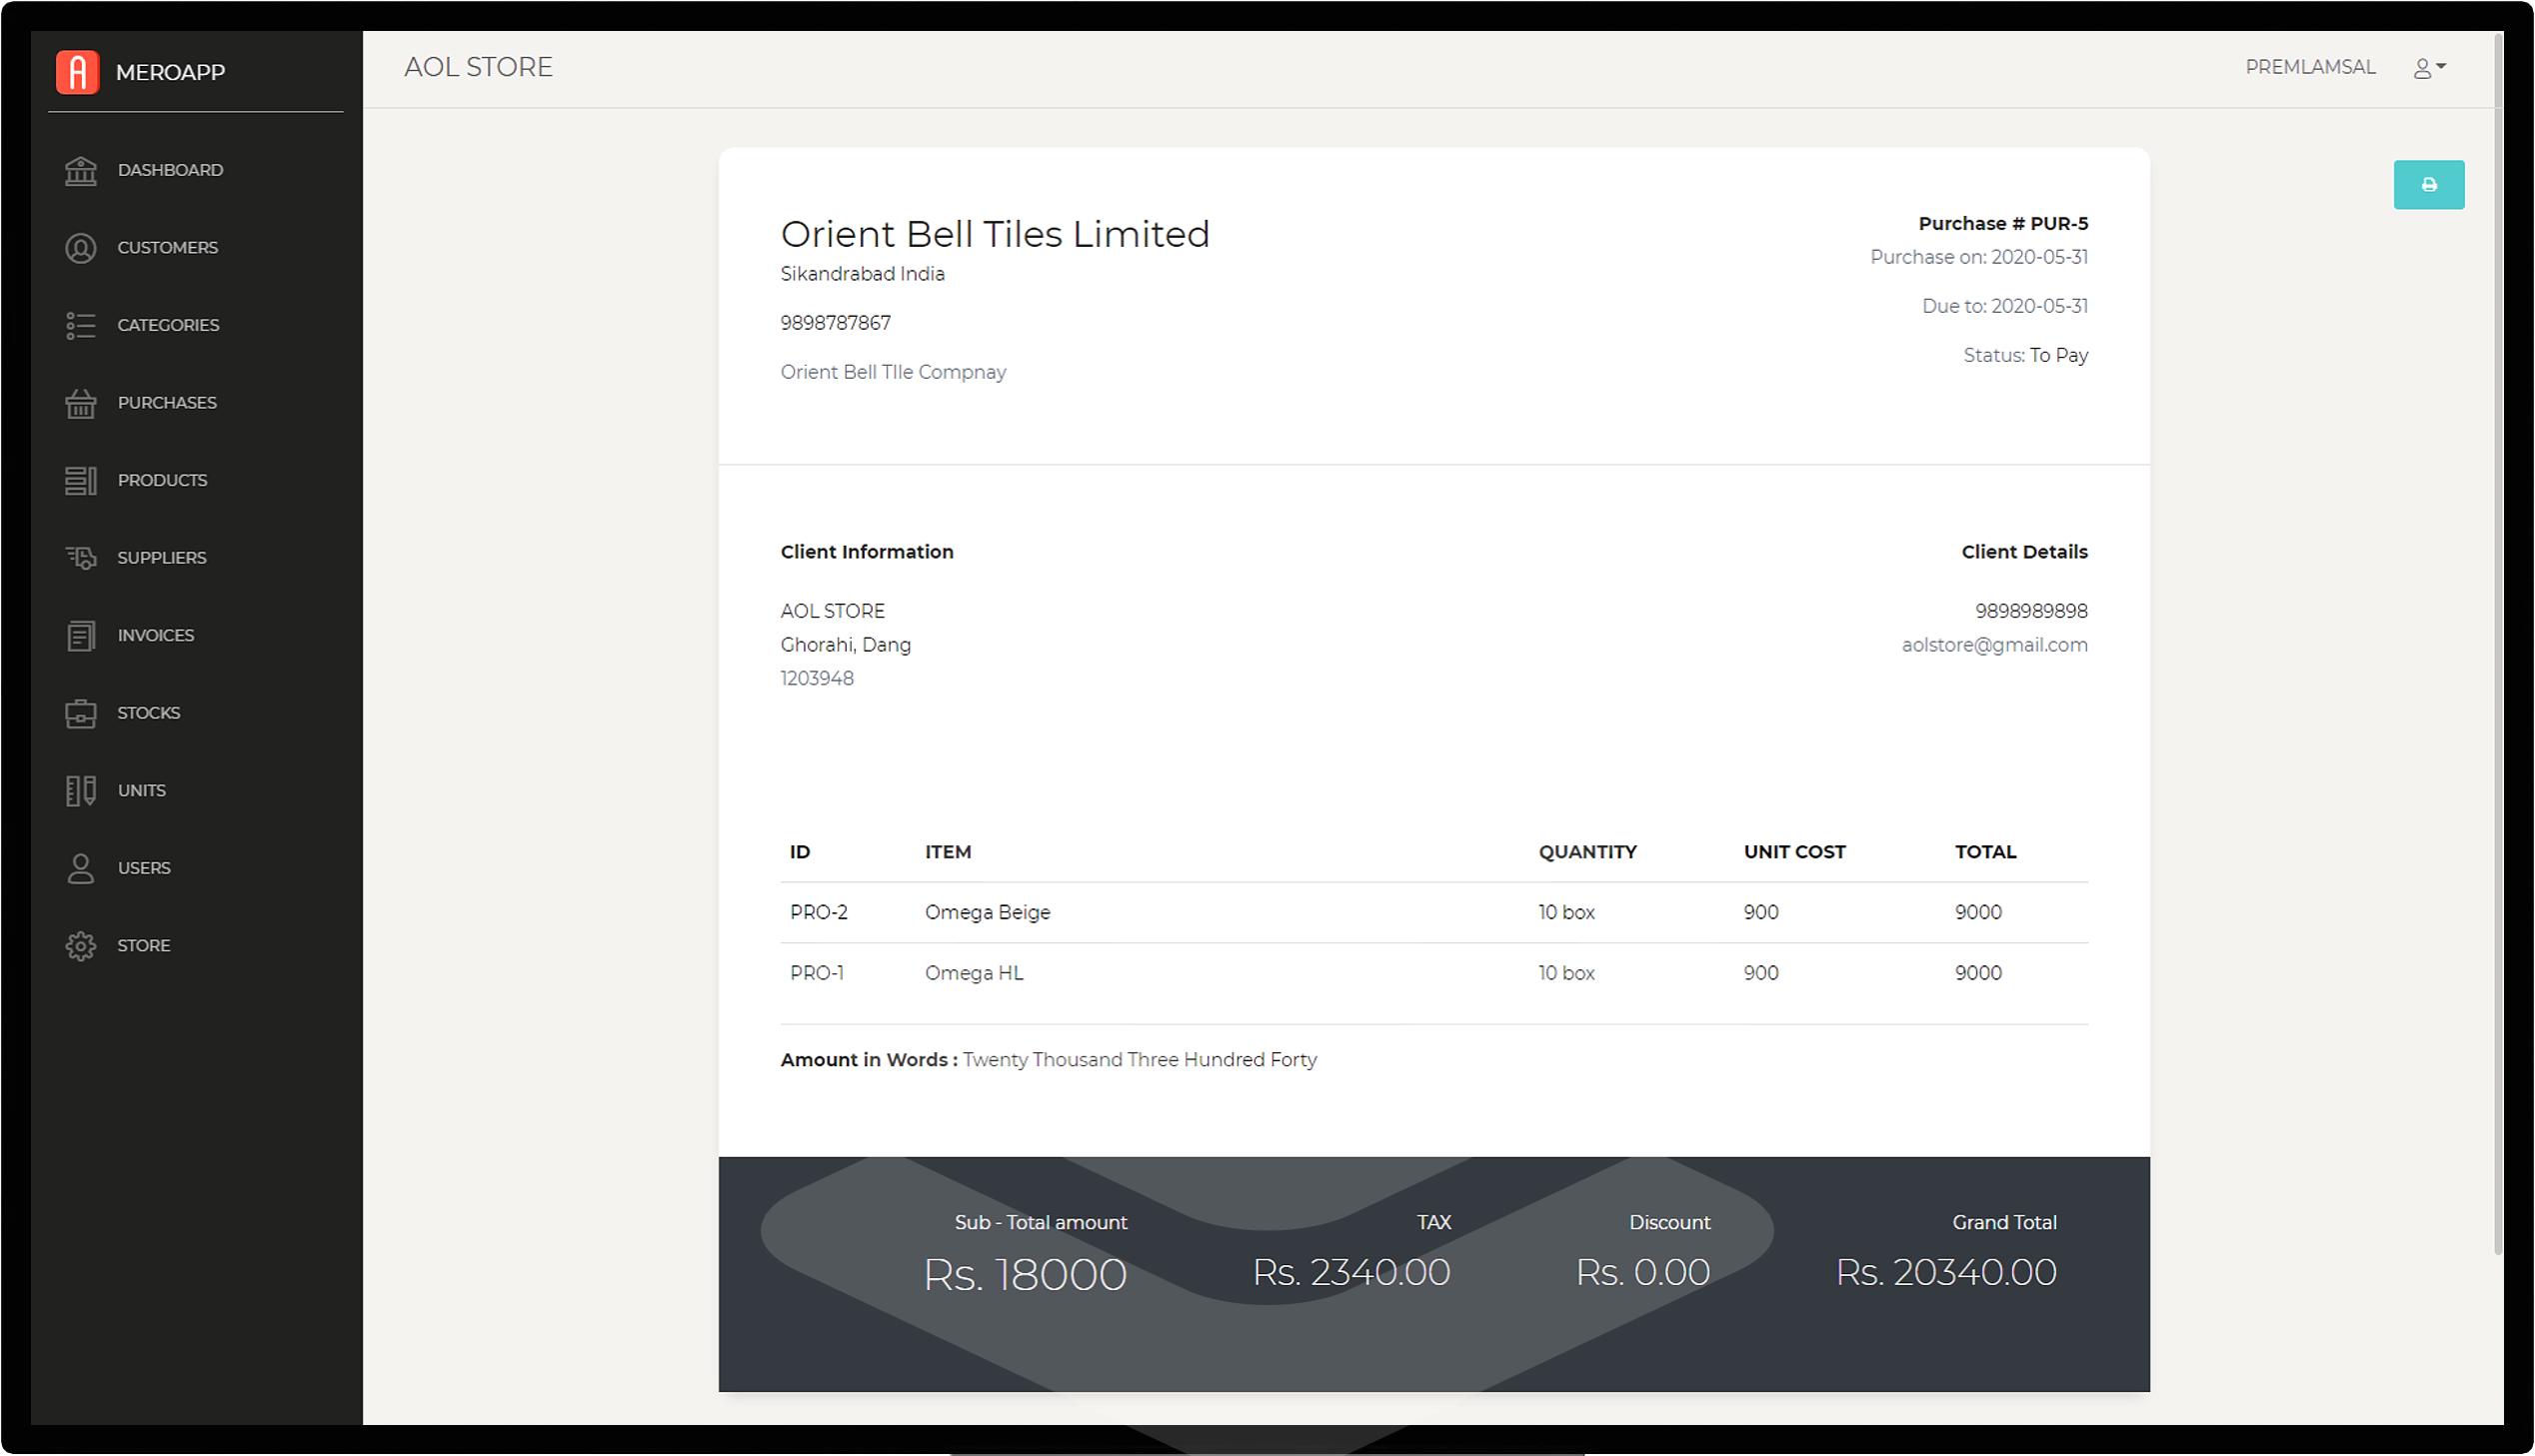 MEROAPP
AOL STORE
PREMLAMSAL
DASHBOARD
CUSTOMERS
CATEGORIES
PURCHASES
PRODUCTS
SUPPLIERS
INVOICES
STOCKS
UNITS
USERS
STORE
Orient Bell Tiles Limited
Sikandrabad India
9898787867
Orient Bell TIle Compnay
Purchase # PUR-5
Purchase on: 2020-05-31
Due to: 2020-05-31
Status: To Pay
Client Information
AOL STORE
Ghorahi, Dang
1203948
Client Details
9898989898
aolstore@gmail.com
ID ITEM QUANTITY UNIT COST TOTAL
PRO-2 Omega Beige 10 box 900 9000
PRO-1 Omega HL 10 box 900 9000
Amount in Words : Twenty Thousand Three Hundred Forty
Sub - Total amount TAX Discount Grand Total
Rs. 18000 Rs. 2340.00 Rs. 0.00 Rs. 20340.00